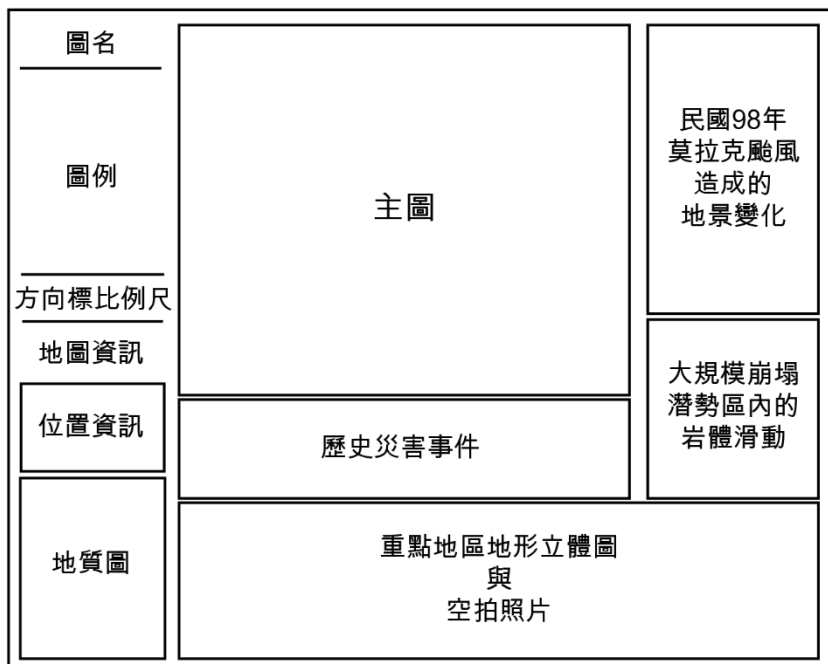 圖名
圖例
方向標比例尺
地圖資訊
位置資訊
地質圖
主圖
歷史災害事件
民國98年
莫拉克颱風
造成的
地景變化
大規模崩塌
潛勢區內的
岩體滑動
重點地區地形立體圖
與
空拍照片